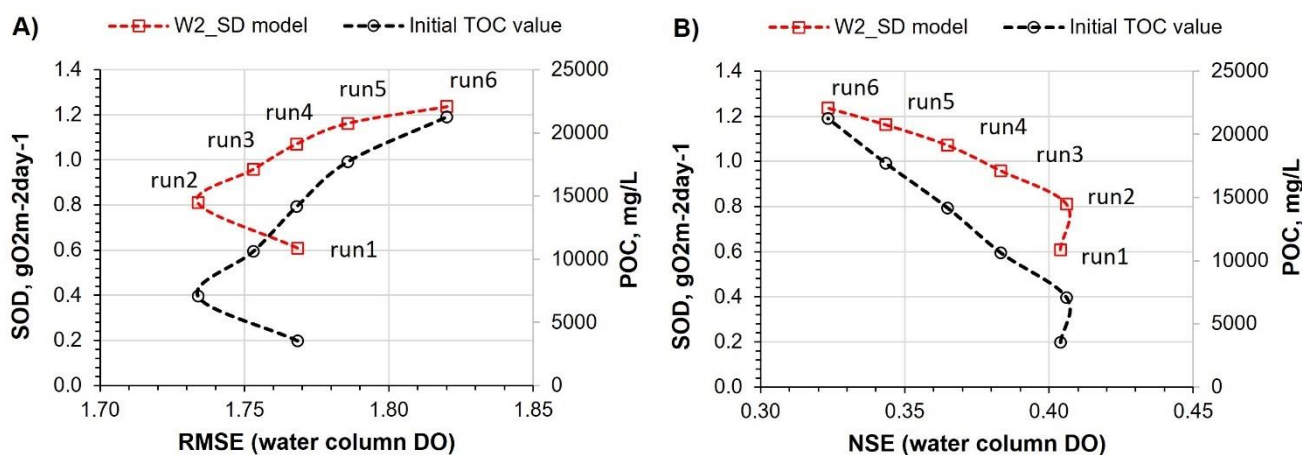 A)
W2_SD model
Initial TOC value
SOD, gO2m-2day-1
1.4
1.2
1.0
0.8
0.6
0.4
0.2
0.0
run1
run2
run3
run4
run5
run6
25000
20000
15000
10000
5000
0
POC, mg/L
1.70
1.75
1.80
1.85
RMSE (water column DO)
B)
W2_SD model
Initial TOC value
SOD, gO2m-2day-1
1.4
1.2
1.0
0.8
0.6
0.4
0.2
0.0
run6
run5
run4
run3
run2
run1
25000
20000
15000
10000
5000
0
POC, mg/L
0.30
0.35
0.40
0.45
NSE (water column DO)